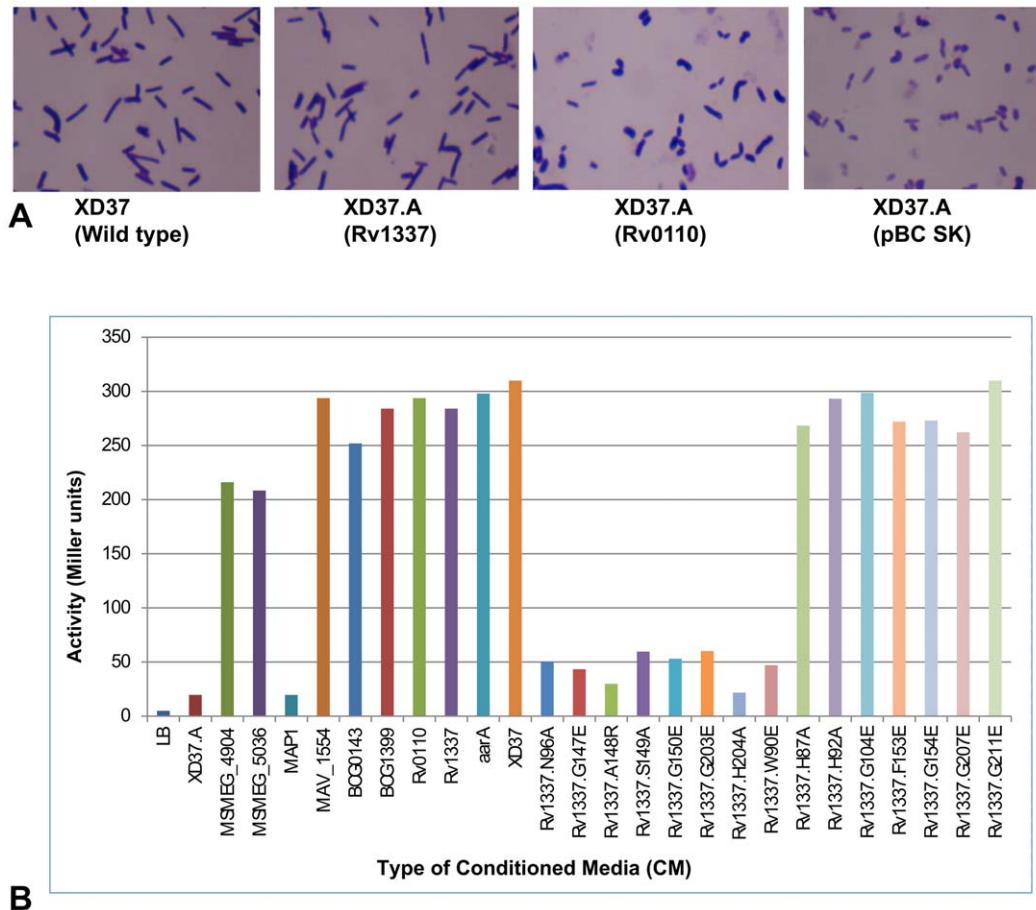 XD37
(Wild type)
XD37.A
(Rv1337)
XD37.A
(Rv0110)
XD37.A
(pBC SK)
A
350
300
250
200
150
100
50
0
Activity (Miller units)
LB
XD37.A
MSMEG_4904
MSMEG_5036
MAP1
MAV_1554
BCG0143
BCG1399
Rv0110
Rv1337
aarA
XD37
Rv1337.N96A
Rv1337.G147E
Rv1337.A148R
Rv1337.S149A
Rv1337.G150E
Rv1337.G203E
Rv1337.H204A
Rv1337.W90E
Rv1337.H87A
Rv1337.H92A
Rv1337.G104E
Rv1337.F153E
Rv1337.G154E
Rv1337.G207E
Rv1337.G211E
Type of Conditioned Media (CM)
B